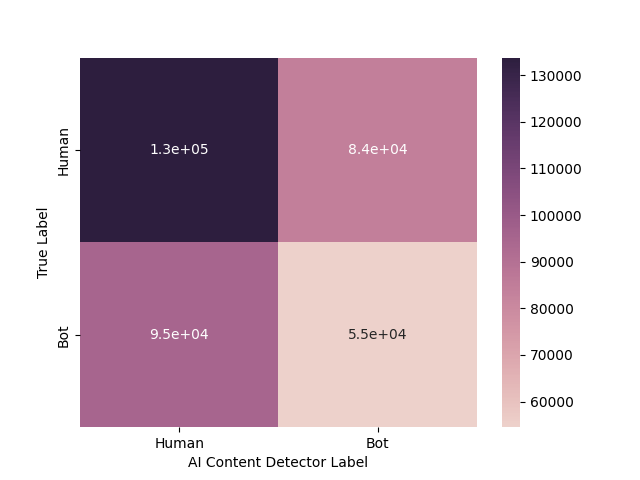 Human
Bot
True Label
1.3e+05
8.4e+04
9.5e+04
5.5e+04
Human
Bot
AI Content Detector Label
130000
120000
110000
100000
90000
80000
70000
60000